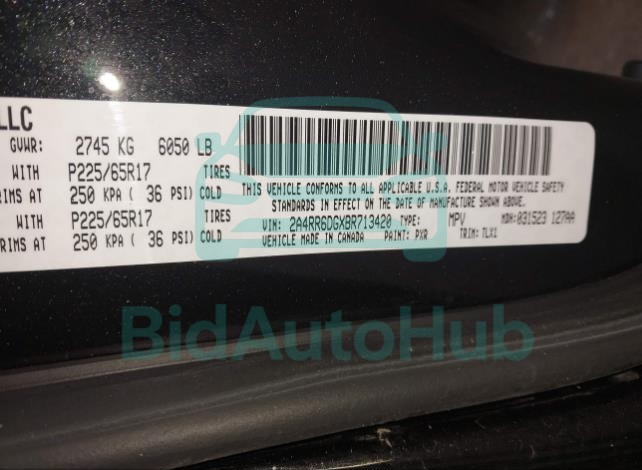 LLC
GVWR: 2745 KG 6050 LB
WITH P225/65R17 TIRES
RIMS AT 250 KPA ( 36 PSI) COLD
WITH P225/65R17 TIRES
RIMS AT 250 KPA ( 36 PSI) COLD
THIS VEHICLE CONFORMS TO ALL APPLICABLE U.S.A. FEDERAL MOTOR VEHICLE SAFETY
STANDARDS IN EFFECT ON THE DATE OF MANUFACTURE SHOWN ABOVE.
VIN: 2A4RR6DGXBR713420 TYPE: MPV MDH: 031523 127AA
VEHICLE MADE IN CANADA PAINT: PXR TRIM: TLX1
BidAutoHub